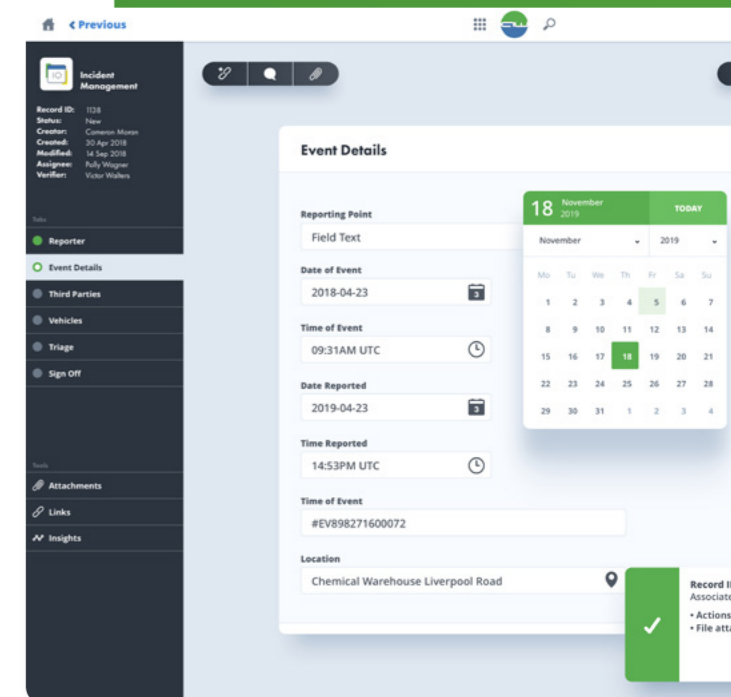 Previous
Incident
Management
Record ID: 1138
Status: New
Creator: Cameron Moran
Created: 30 Apr 2018
Modified: 14 Sep 2018
Assignee: Polly Wagner
Verifier: Victor Walters
Tabs
Reporter
Event Details
Third Parties
Vehicles
Triage
Sign Off
Tools
Attachments
Links
Insights
Event Details
Reporting Point
Field Text
Date of Event
2018-04-23
3
Time of Event
09:31AM UTC
Date Reported
2019-04-23
3
Time Reported
14:53PM UTC
Time of Event
#EV898271600072
Location
Chemical Warehouse Liverpool Road
18 November 2019 TODAY
November 2019
Mo Tu We Th Fr Sa Su
1 2 3 4 5 6 7
8 9 10 11 12 13 14
15 16 17 18 19 20 21
22 23 24 25 26 27 28
29 30 31 1 2 3 4
Record
Associate
• Actions
• File